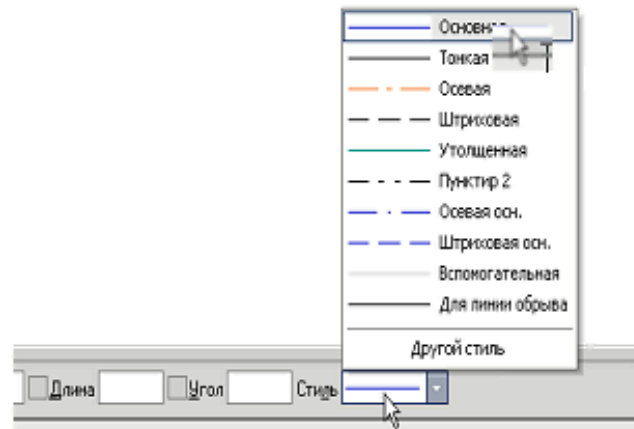 Основная
Тонкая
Осевая
Штриховая
Утолщенная
Пунктир 2
Осевая осн.
Штриховая осн.
Вспомогательная
Для линии обрыва
Другой стиль
Длина Угол Стиль